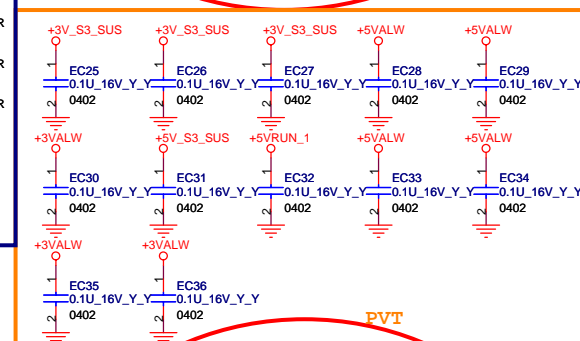 R
+3V_S3_SUS +3V_S3_SUS +3V_S3_SUS +5VALW +5VALW
1 1 1 1 1
R
EC25 EC26 EC27 EC28 EC29
0.1U_16V_Y_Y 0.1U_16V_Y_Y 0.1U_16V_Y_Y 0.1U_16V_Y_Y 0.1U_16V_Y_Y
2 2 2 2 2
0402 0402 0402 0402 0402
R
+3VALW +5V_S3_SUS +5VRUN_1 +5VALW +5VALW
1 1 1 1 1
EC30 EC31 EC32 EC33 EC34
0.1U_16V_Y_Y 0.1U_16V_Y_Y 0.1U_16V_Y_Y 0.1U_16V_Y_Y 0.1U_16V_Y_Y
2 2 2 2 2
0402 0402 0402 0402 0402
+3VALW +3VALW
1 1
EC35 EC36
0.1U_16V_Y_Y 0.1U_16V_Y_Y
2 2
0402 0402
PVT